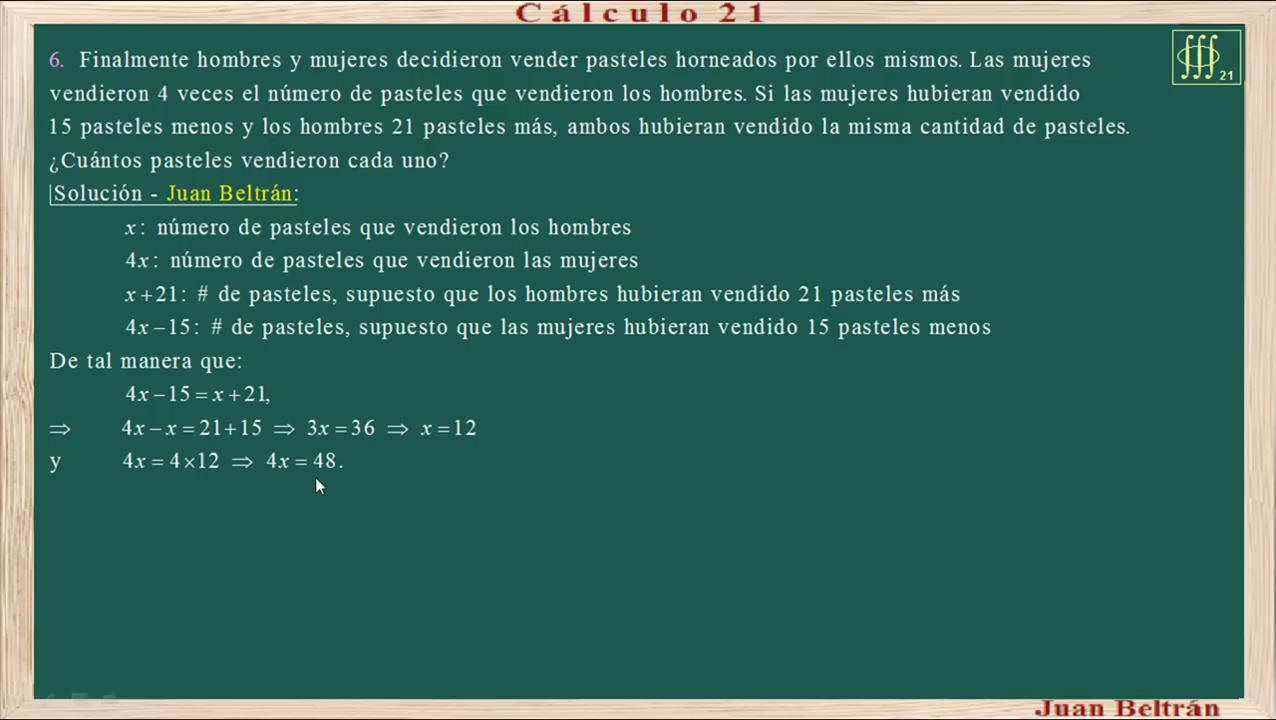 Cálculo 21
21
6. Finalmente hombres y mujeres decidieron vender pasteles horneados por ellos mismos. Las mujeres
vendieron 4 veces el número de pasteles que vendieron los hombres. Si las mujeres hubieran vendido
15 pasteles menos y los hombres 21 pasteles más, ambos hubieran vendido la misma cantidad de pasteles.
¿Cuántos pasteles vendieron cada uno?
Solución - Juan Beltrán:
x: número de pasteles que vendieron los hombres
4x: número de pasteles que vendieron las mujeres
x+21: # de pasteles, supuesto que los hombres hubieran vendido 21 pasteles más
4x−15: # de pasteles, supuesto que las mujeres hubieran vendido 15 pasteles menos
De tal manera que:
4x−15=x+21,
⇒ 4x−x=21+15 ⇒ 3x=36 ⇒ x=12
y 4x=4×12 ⇒ 4x=48.
Juan Beltrán